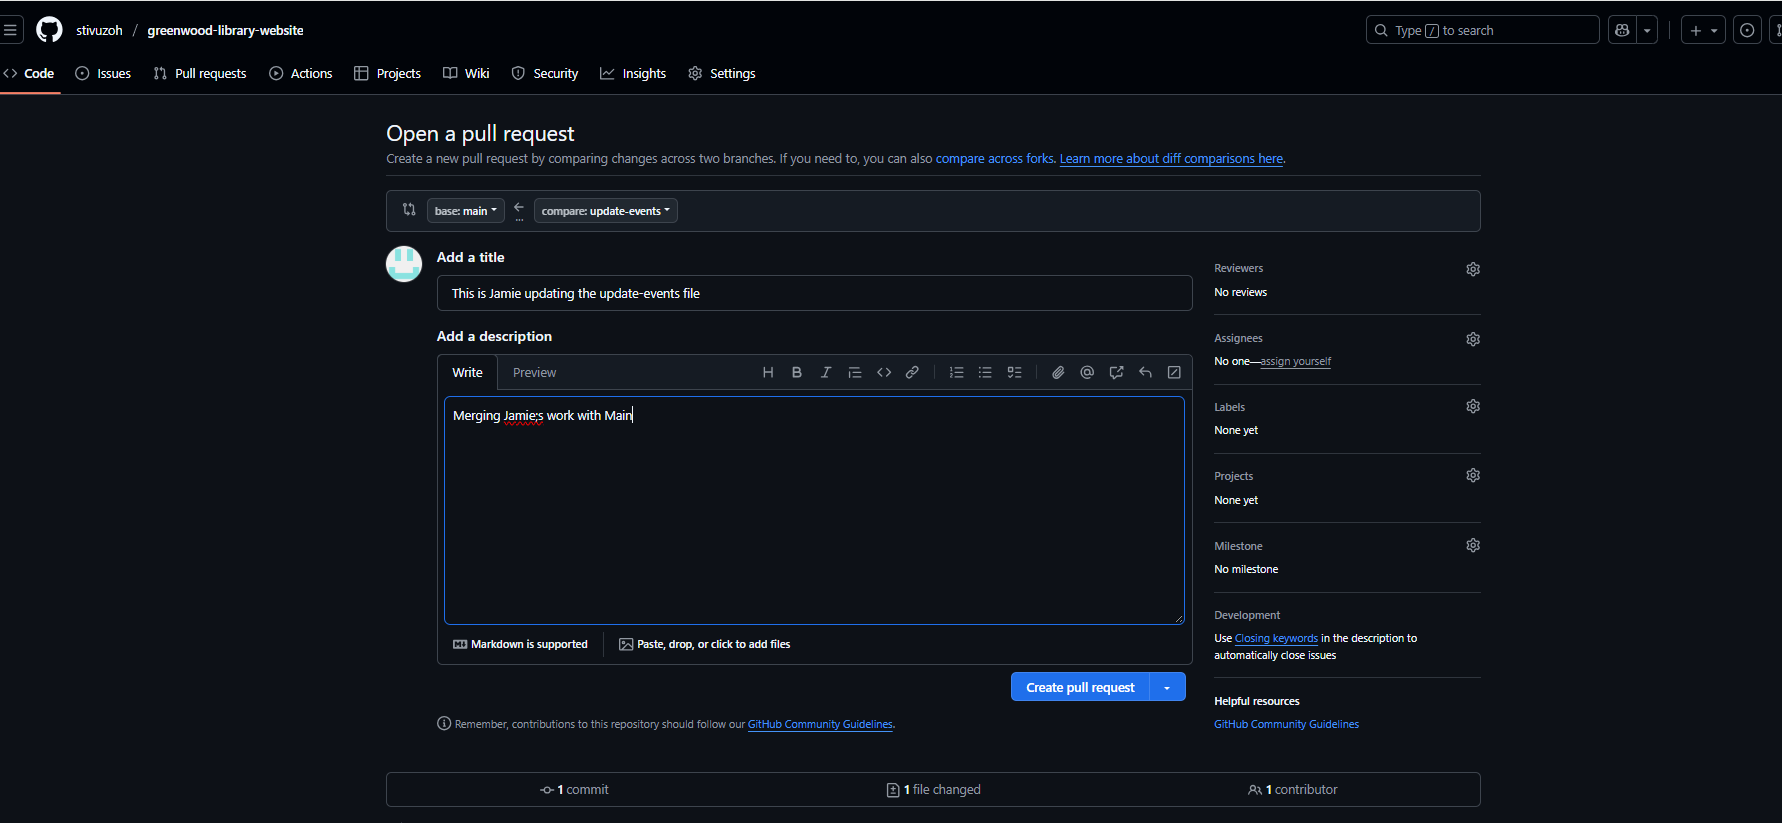 stivuzoh / greenwood-library-website
Type / to search
Code Issues Pull requests Actions Projects Wiki Security Insights Settings
Open a pull request
Create a new pull request by comparing changes across two branches. If you need to, you can also compare across forks. Learn more about diff comparisons here.
base: main compare: update-events
Add a title
This is Jamie updating the update-events file
Add a description
Write Preview
Merging Jamie;s work with Main
Markdown is supported
Paste, drop, or click to add files
Create pull request
Remember, contributions to this repository should follow our GitHub Community Guidelines.
Reviewers
No reviews
Assignees
No one—assign yourself
Labels
None yet
Projects
None yet
Milestone
No milestone
Development
Use Closing keywords in the description to
automatically close issues
Helpful resources
GitHub Community Guidelines
1 commit 1 file changed 1 contributor